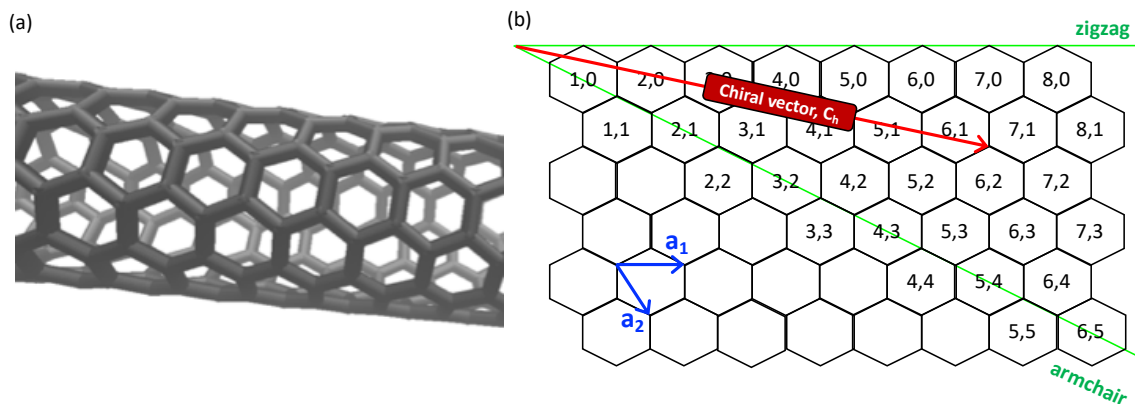 (a)
(b)
zigzag
1,0 2,0 4,0 5,0 6,0 7,0 8,0
Chiral vector, Ch
1,1 2,1 3,1 4,1 5,1 6,1 7,1 8,1
2,2 3,2 4,2 5,2 6,2 7,2
3,3 4,3 5,3 6,3 7,3
a1
4,4 5,4 6,4
a2
5,5 6,5
armchair